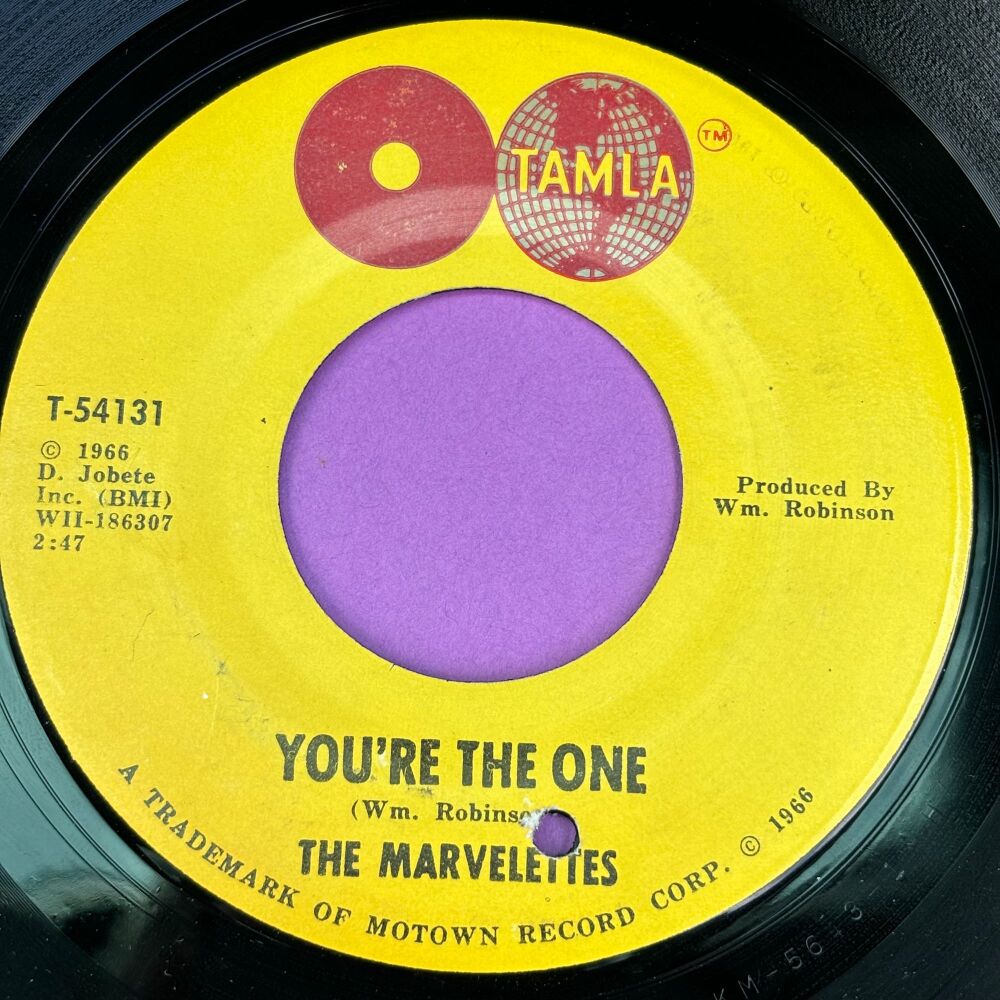 TAMLA
TM
T-54131
© 1966
D. Jobete
Inc. (BMI)
WII-186307
2:47
Produced By
Wm. Robinson
YOU'RE THE ONE
(Wm. Robinso
THE MARVELETTES
A TRADEMARK OF MOTOWN RECORD CORP. © 1966